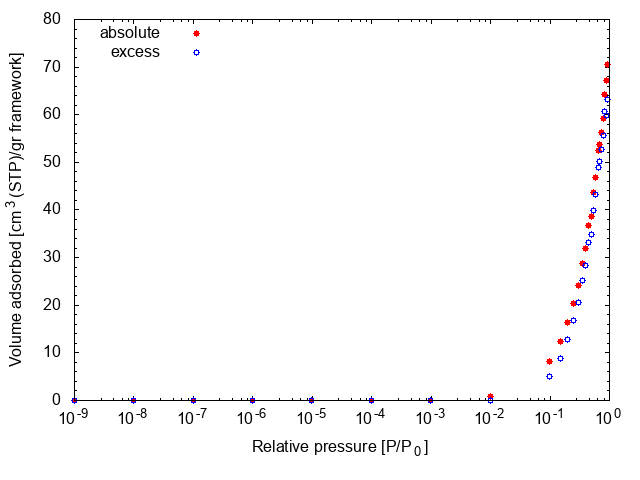 80
70
60
50
40
30
20
10
0
Volume adsorbed [cm³ (STP)/gr framework]
absolute
excess
10⁻⁹ 10⁻⁸ 10⁻⁷ 10⁻⁶ 10⁻⁵ 10⁻⁴ 10⁻³ 10⁻² 10⁻¹ 10⁰
Relative pressure [P/P₀]